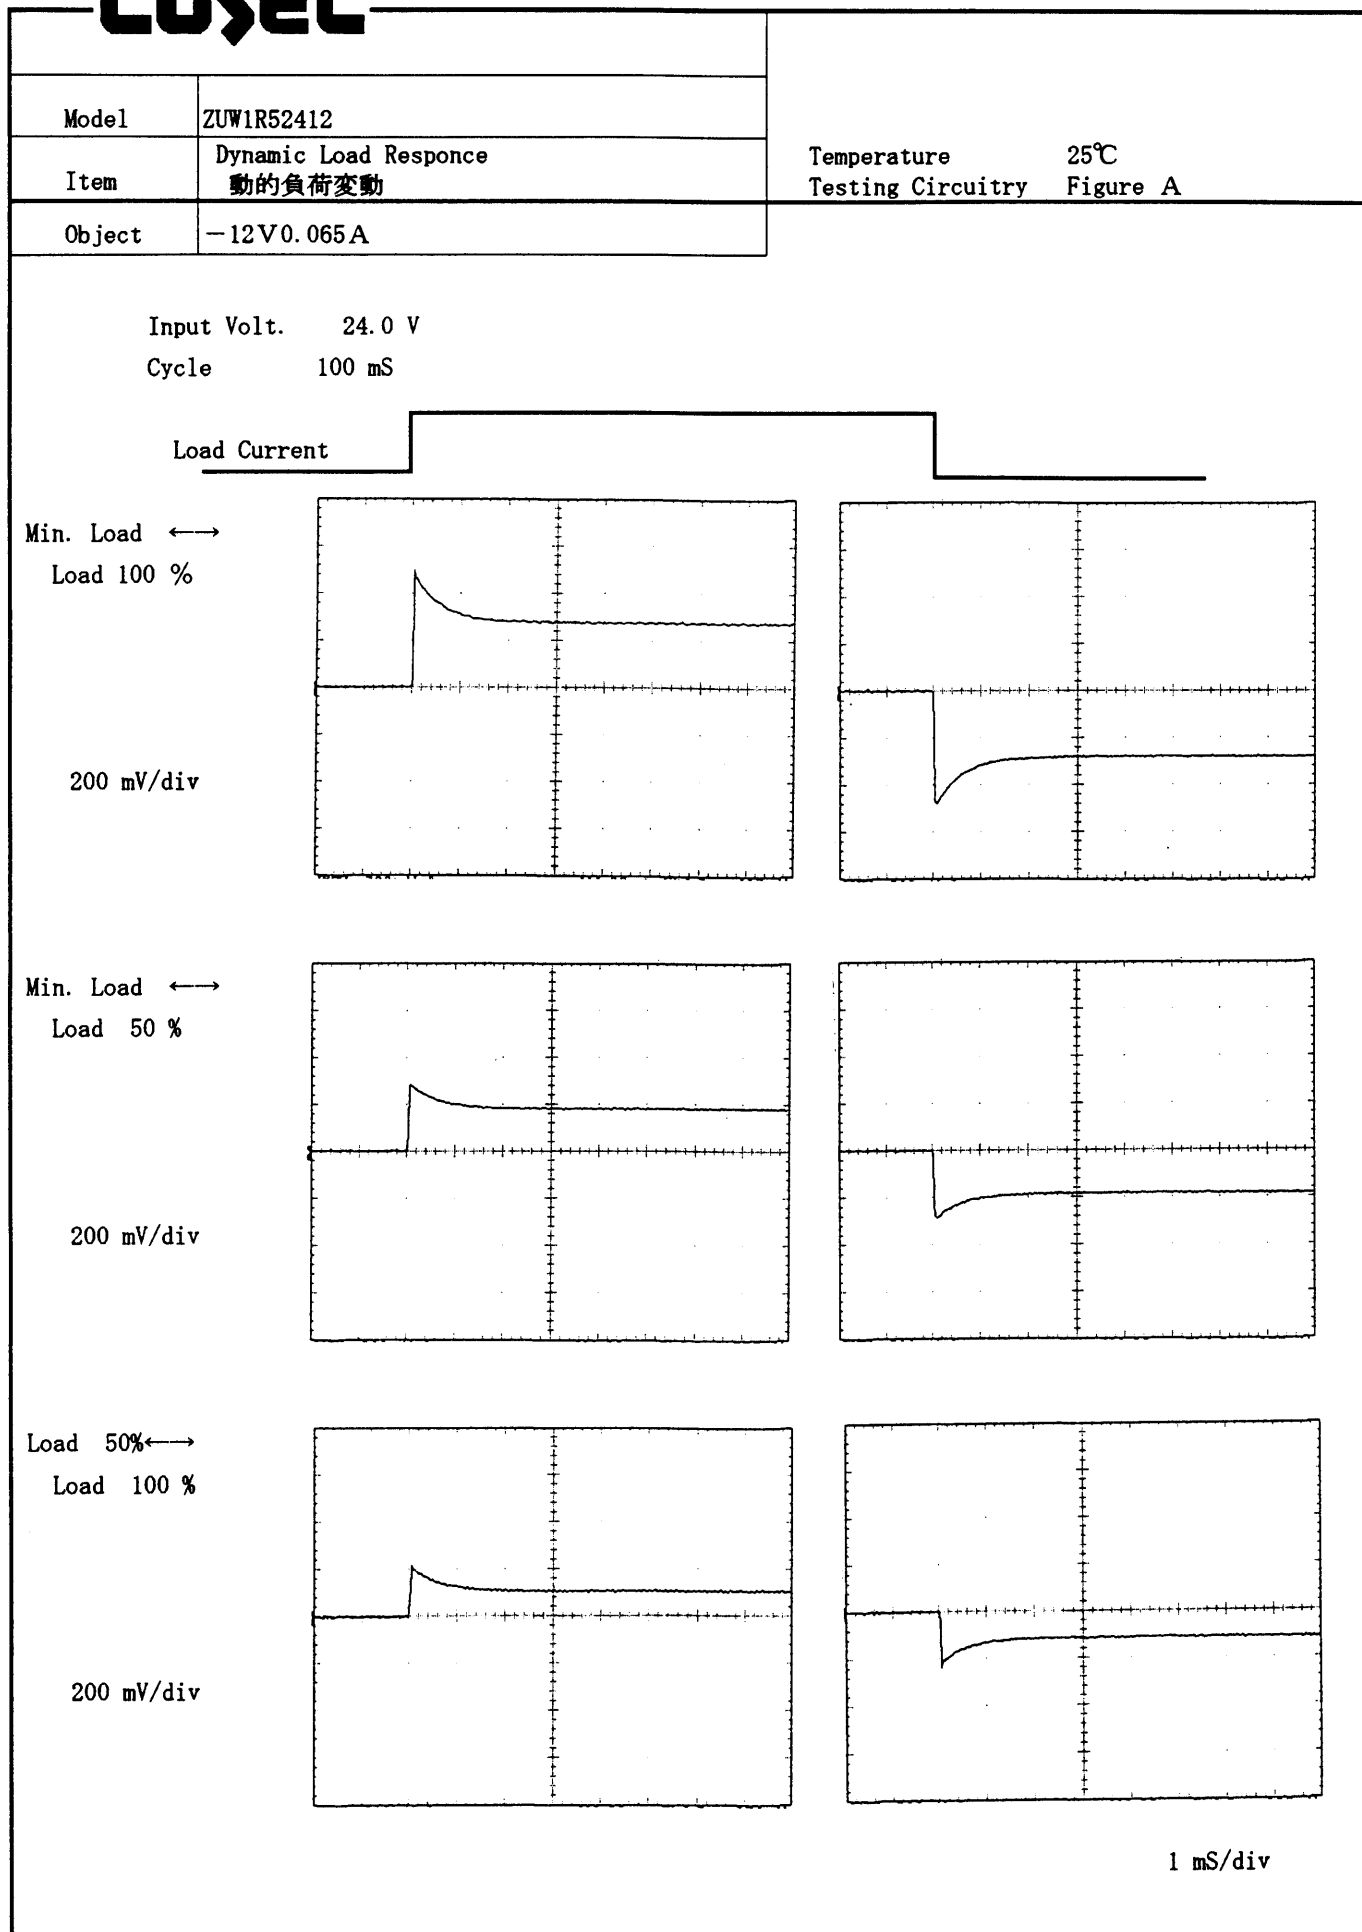 COSEL
Model ZUW1R52412
Item Dynamic Load Responce
動的負荷変動
Temperature 25℃
Testing Circuitry Figure A
Object −12V0.065A
Input Volt. 24.0 V
Cycle 100 mS
Load Current
Min. Load ←→
Load 100 %
200 mV/div
Min. Load ←→
Load 50 %
200 mV/div
Load 50%←→
Load 100 %
200 mV/div
1 mS/div